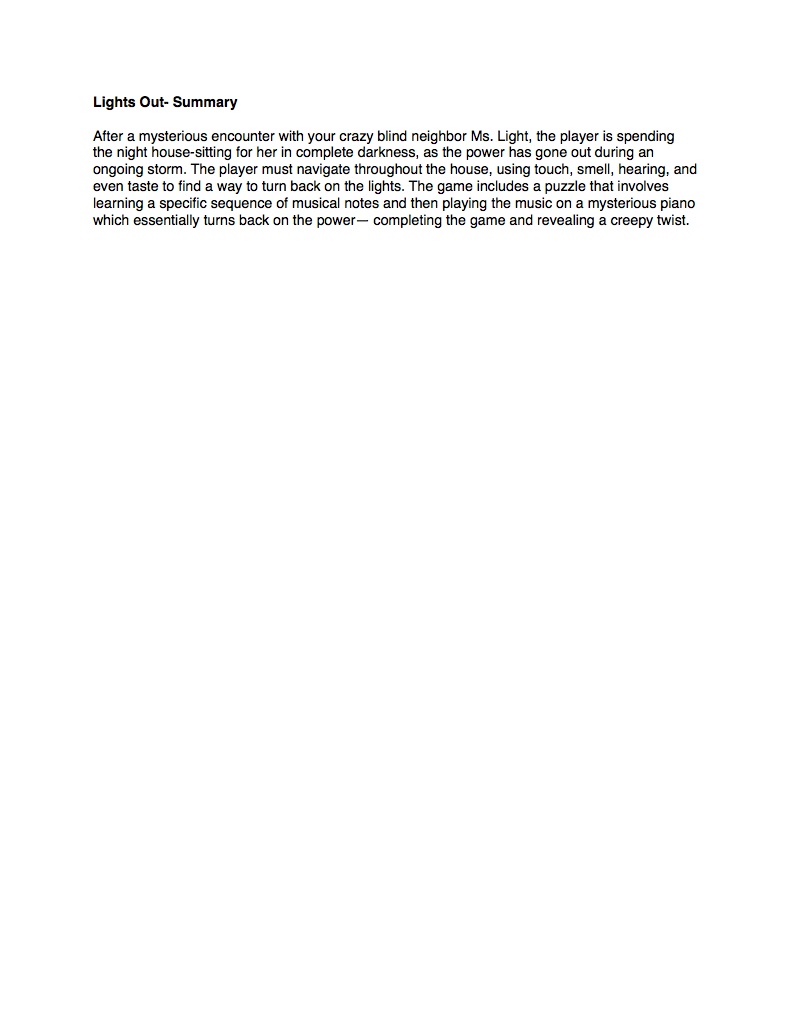 Lights Out- Summary
After a mysterious encounter with your crazy blind neighbor Ms. Light, the player is spending
the night house-sitting for her in complete darkness, as the power has gone out during an
ongoing storm. The player must navigate throughout the house, using touch, smell, hearing, and
even taste to find a way to turn back on the lights. The game includes a puzzle that involves
learning a specific sequence of musical notes and then playing the music on a mysterious piano
which essentially turns back on the power— completing the game and revealing a creepy twist.